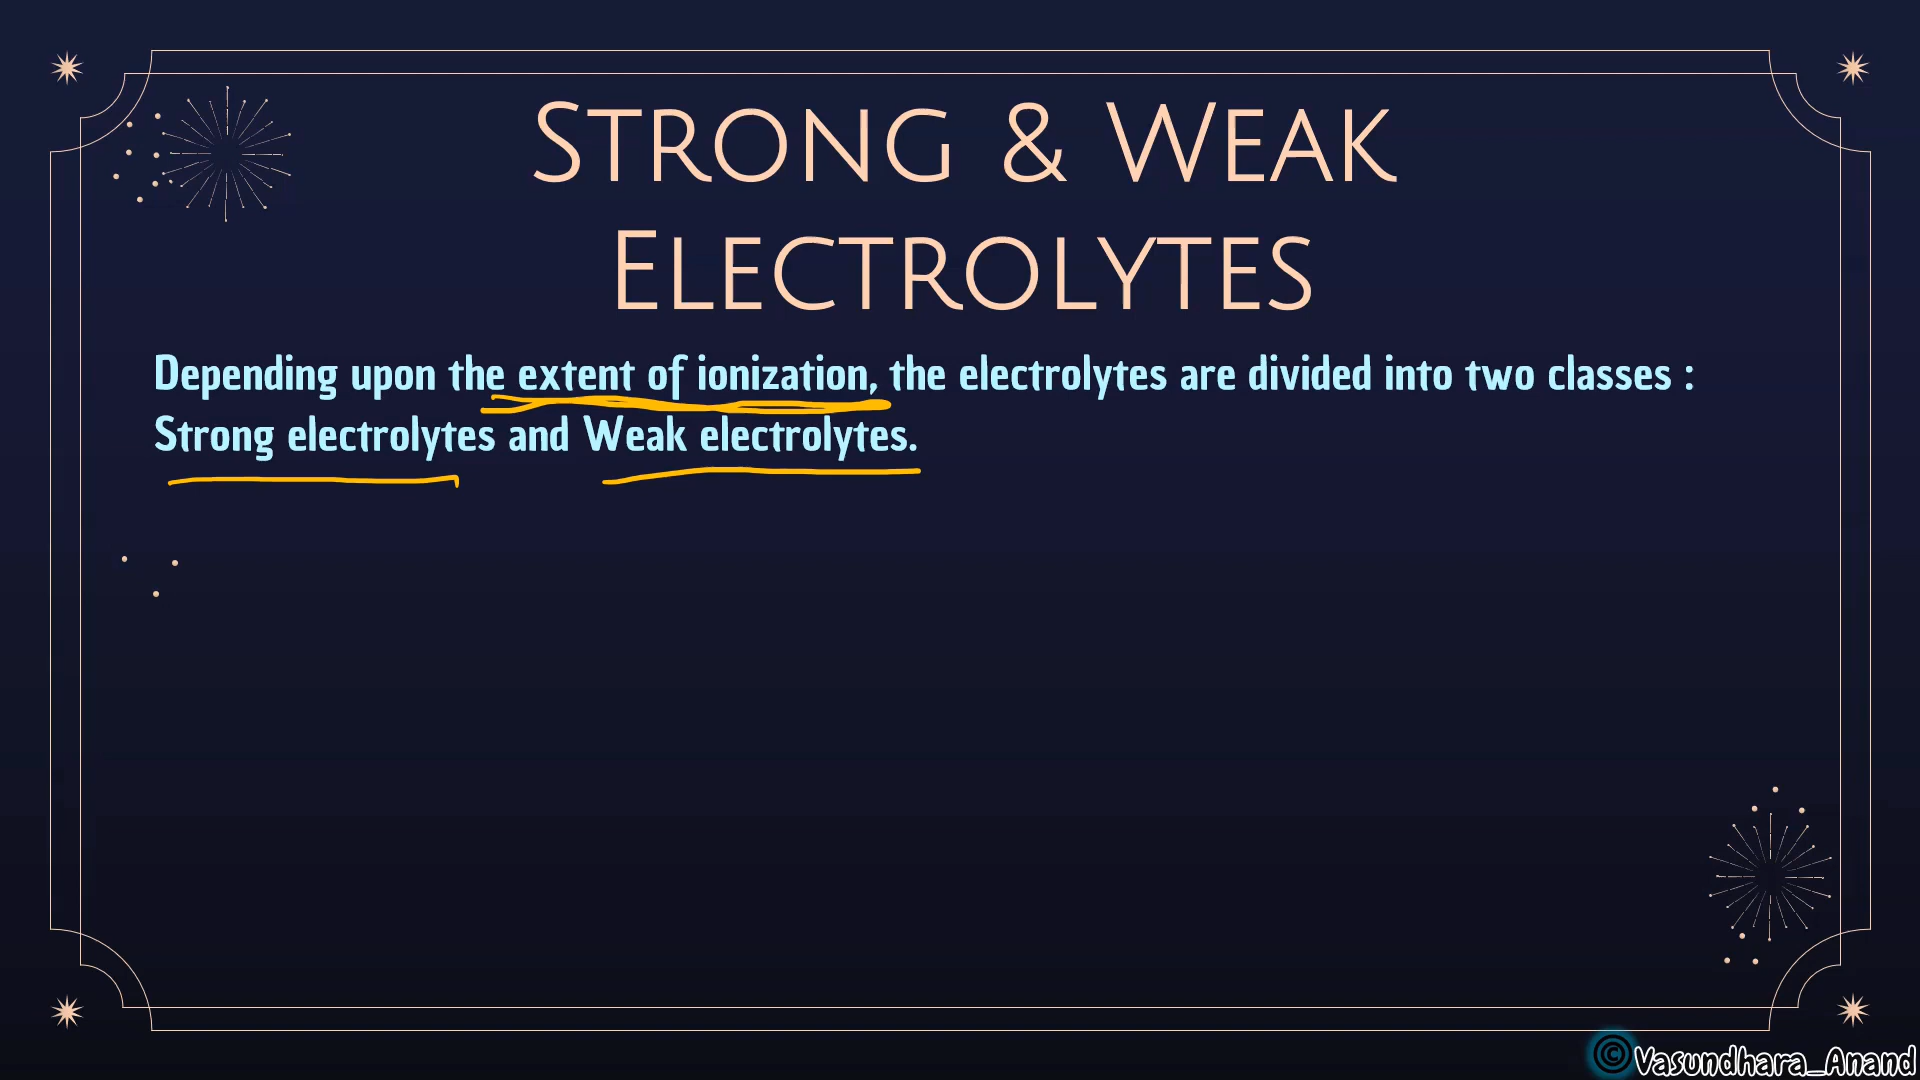 STRONG & WEAK
ELECTROLYTES
Depending upon the extent of ionization, the electrolytes are divided into two classes :
Strong electrolytes and Weak electrolytes.
© Vasundhara_Anand